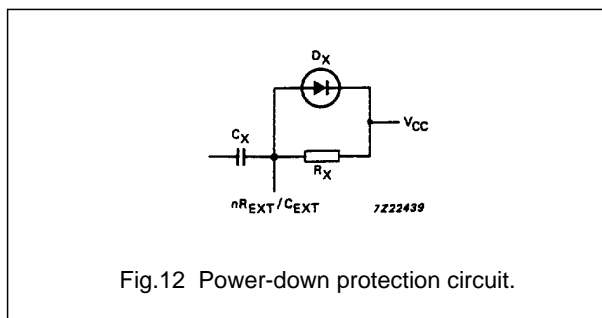 DX
VCC
CX
RX
nREXT/CEXT
7Z22439
Fig.12 Power-down protection circuit.